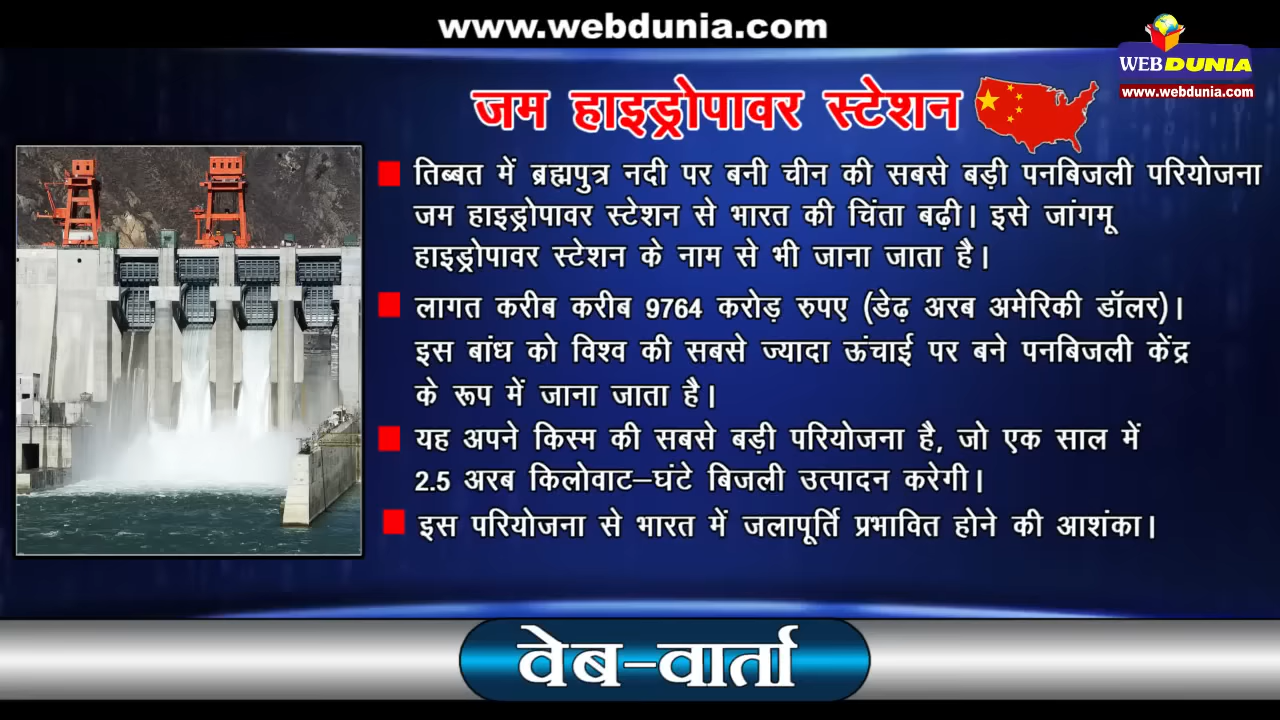 www.webdunia.com
WEBDUNIA
www.webdunia.com
जम हाइड्रोपावर स्टेशन
तिब्बत में ब्रह्मपुत्र नदी पर बनी चीन की सबसे बड़ी पनबिजली परियोजना
जम हाइड्रोपावर स्टेशन से भारत की चिंता बढ़ी। इसे जांगमू
हाइड्रोपावर स्टेशन के नाम से भी जाना जाता है।
लागत करीब करीब 9764 करोड़ रुपए (डेढ़ अरब अमेरिकी डॉलर)।
इस बांध को विश्व की सबसे ज्यादा ऊंचाई पर बने पनबिजली केंद्र
के रूप में जाना जाता है।
यह अपने किस्म की सबसे बड़ी परियोजना है, जो एक साल में
2.5 अरब किलोवाट–घंटे बिजली उत्पादन करेगी।
इस परियोजना से भारत में जलापूर्ति प्रभावित होने की आशंका।
वेब–वार्ता